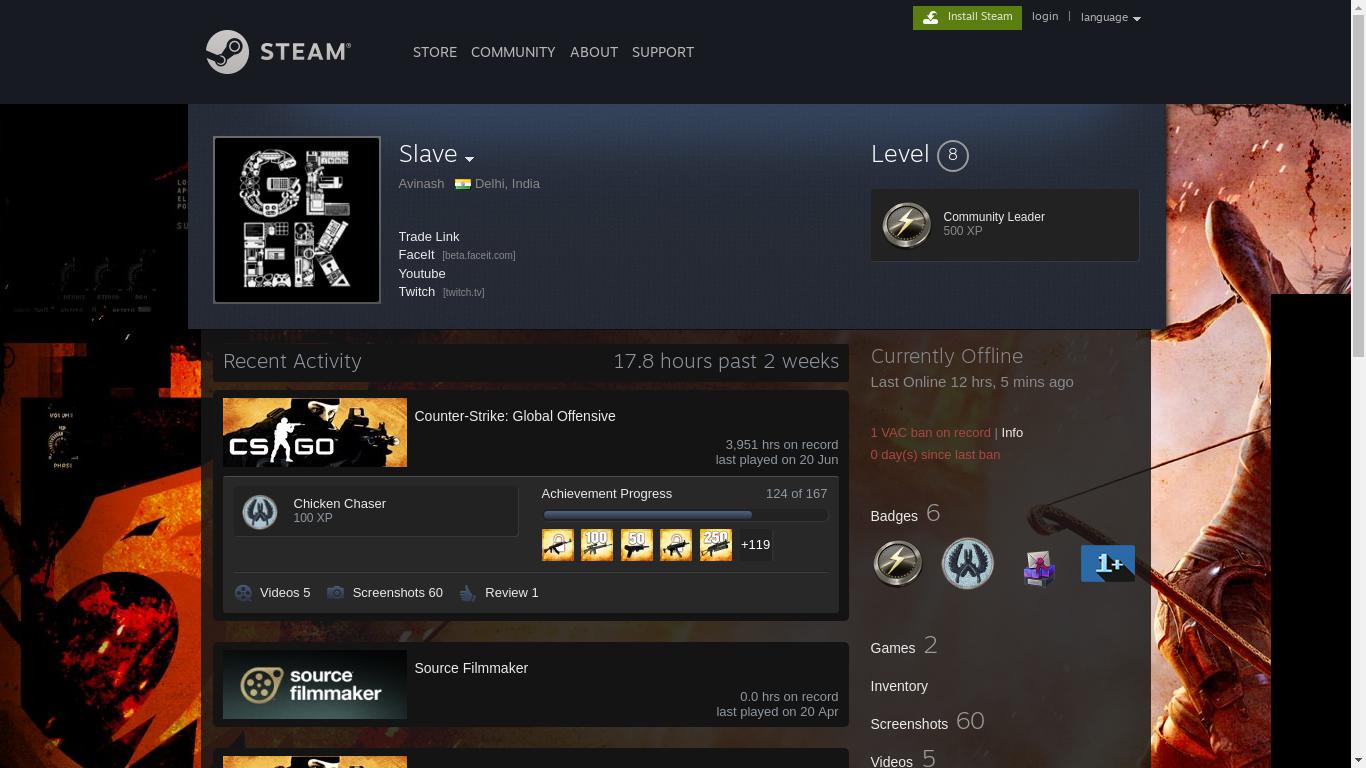 Install Steam
login
|
language
STEAM®
STORE
COMMUNITY
ABOUT
SUPPORT
GE
EK
Slave
Avinash
Delhi, India
Trade Link
FaceIt [beta.faceit.com]
Youtube
Twitch [twitch.tv]
Level 8
Community Leader
500 XP
Recent Activity
17.8 hours past 2 weeks
CS GO
Counter-Strike: Global Offensive
3,951 hrs on record
last played on 20 Jun
Chicken Chaser
100 XP
Achievement Progress
124 of 167
100
50
250
+119
Videos 5
Screenshots 60
Review 1
source
filmmaker
Source Filmmaker
0.0 hrs on record
last played on 20 Apr
Currently Offline
Last Online 12 hrs, 5 mins ago
1 VAC ban on record | Info
0 day(s) since last ban
Badges 6
1+
Games 2
Inventory
Screenshots 60
Videos 5